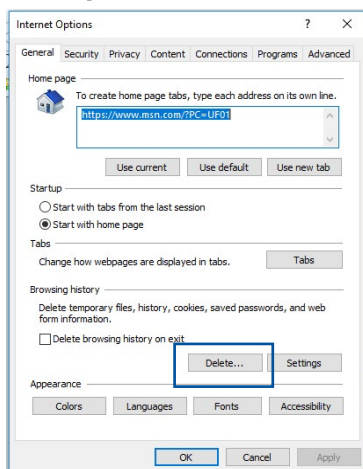 Internet Options ? X
General Security Privacy Content Connections Programs Advanced
Home page
To create home page tabs, type each address on its own line.
https://www.msn.com/?PC=UF01
Use current Use default Use new tab
Startup
Start with tabs from the last session
Start with home page
Tabs
Change how webpages are displayed in tabs. Tabs
Browsing history
Delete temporary files, history, cookies, saved passwords, and web
form information.
Delete browsing history on exit
Delete... Settings
Appearance
Colors Languages Fonts Accessibility
OK Cancel Apply